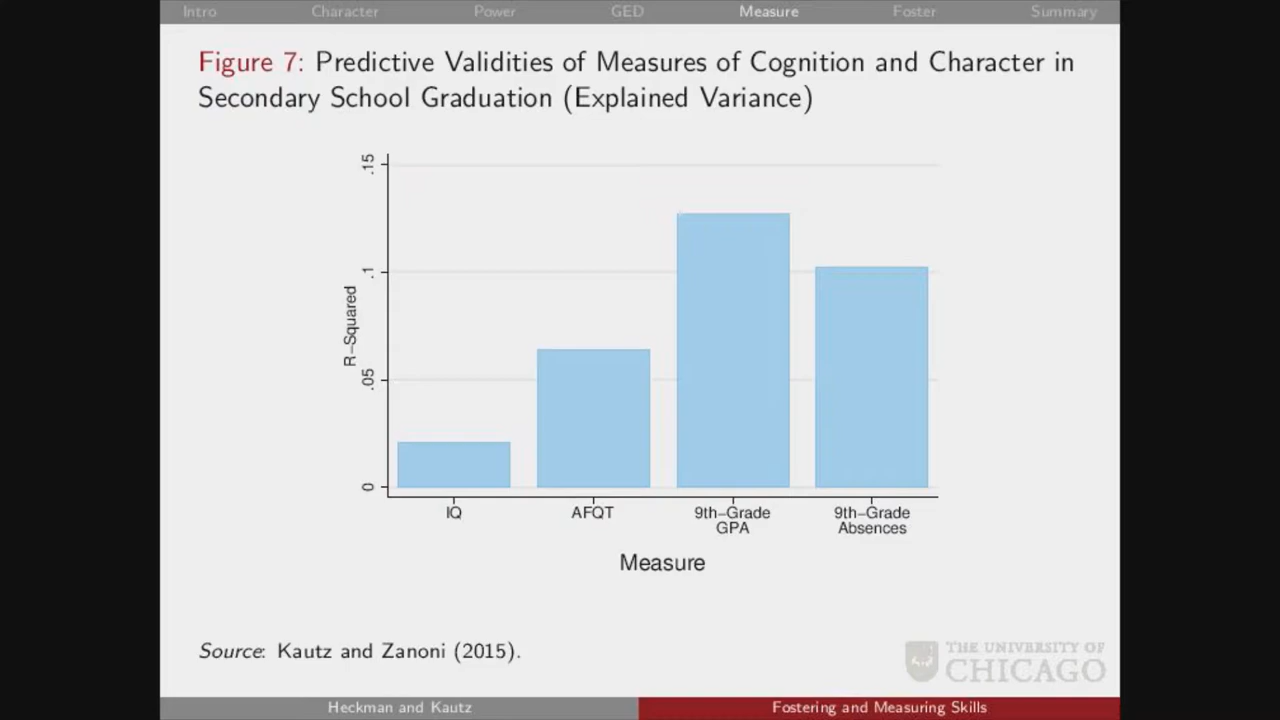 Intro Character Power GED Measure Foster Summary
Figure 7: Predictive Validities of Measures of Cognition and Character in
Secondary School Graduation (Explained Variance)
.15
.1
.05
0
R−Squared
IQ AFQT 9th−Grade GPA 9th−Grade Absences
Measure
Source: Kautz and Zanoni (2015).
THE UNIVERSITY OF
CHICAGO
Heckman and Kautz Fostering and Measuring Skills